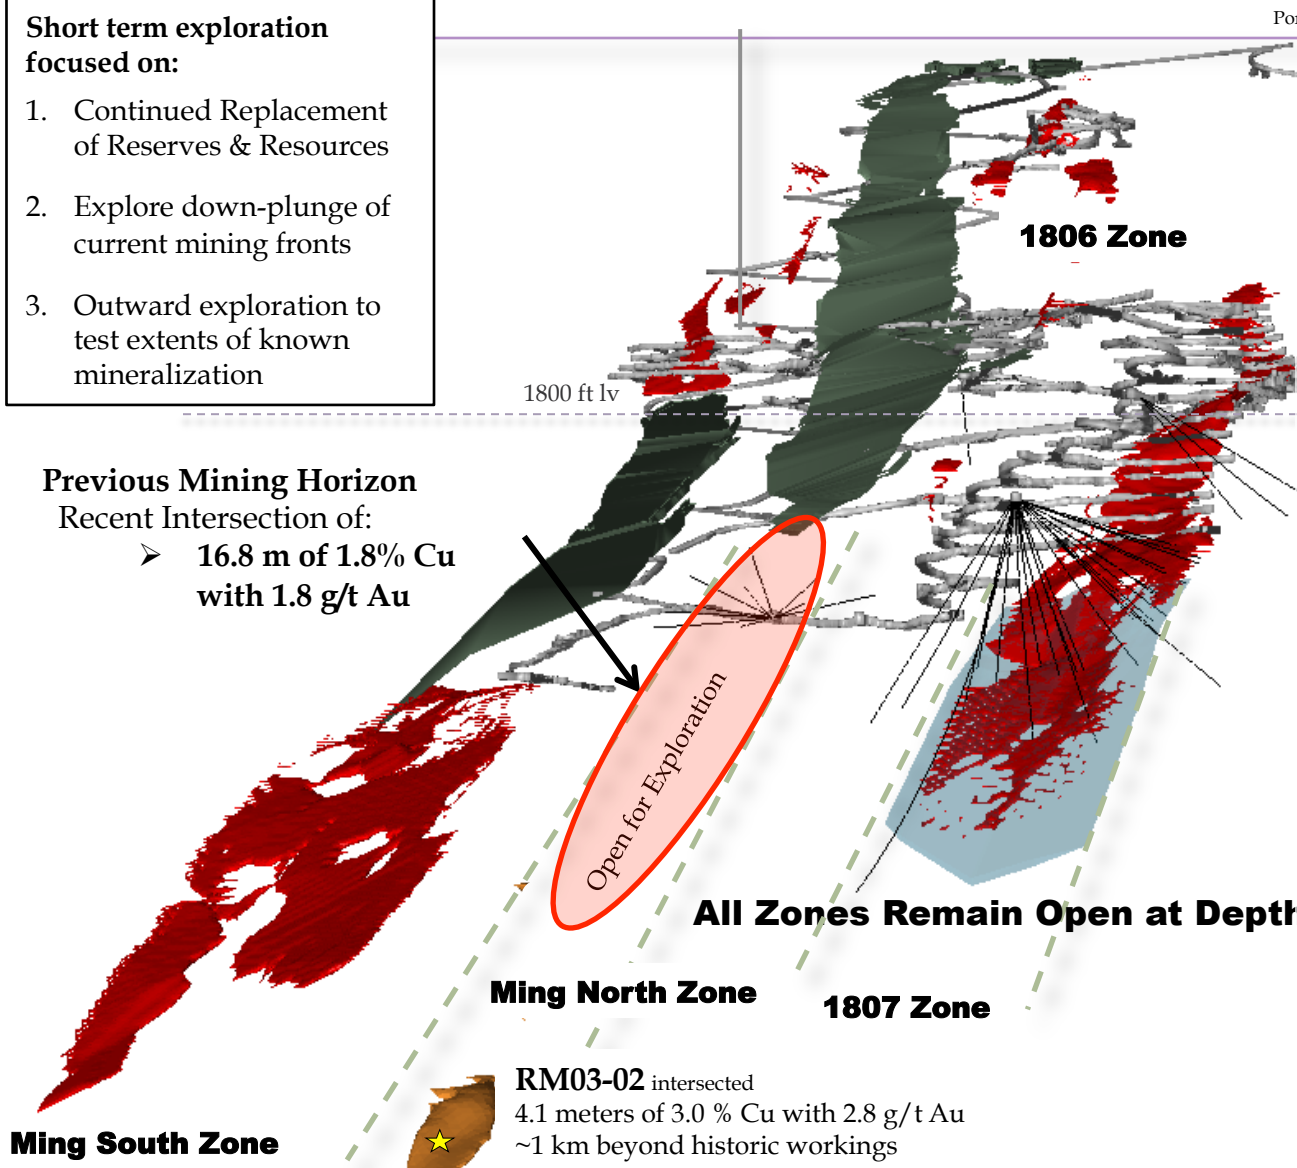 Short term exploration
focused on:
1. Continued Replacement
of Reserves & Resources
2. Explore down-plunge of
current mining fronts
3. Outward exploration to
test extents of known
mineralization
Por
1806 Zone
1800 ft lv
Previous Mining Horizon
Recent Intersection of:
➢ 16.8 m of 1.8% Cu
with 1.8 g/t Au
Open for Exploration
All Zones Remain Open at Depth
Ming North Zone
1807 Zone
RM03-02 intersected
4.1 meters of 3.0 % Cu with 2.8 g/t Au
~1 km beyond historic workings
Ming South Zone